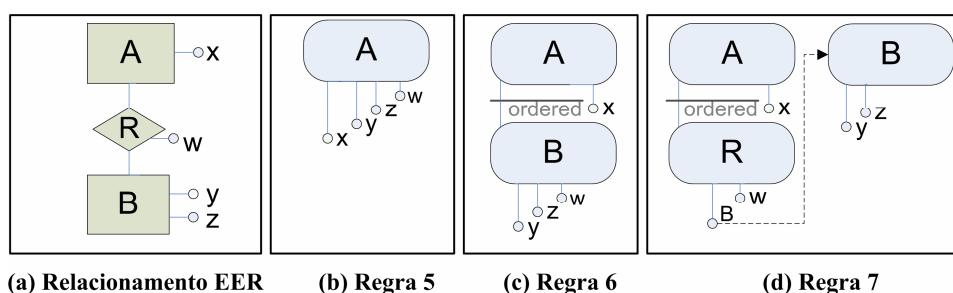 A
x
R
w
B
y
z
A
x
y
z
w
A
ordered
x
B
y
z
w
A
ordered
x
R
B
w
B
y
z
(a) Relacionamento EER
(b) Regra 5
(c) Regra 6
(d) Regra 7